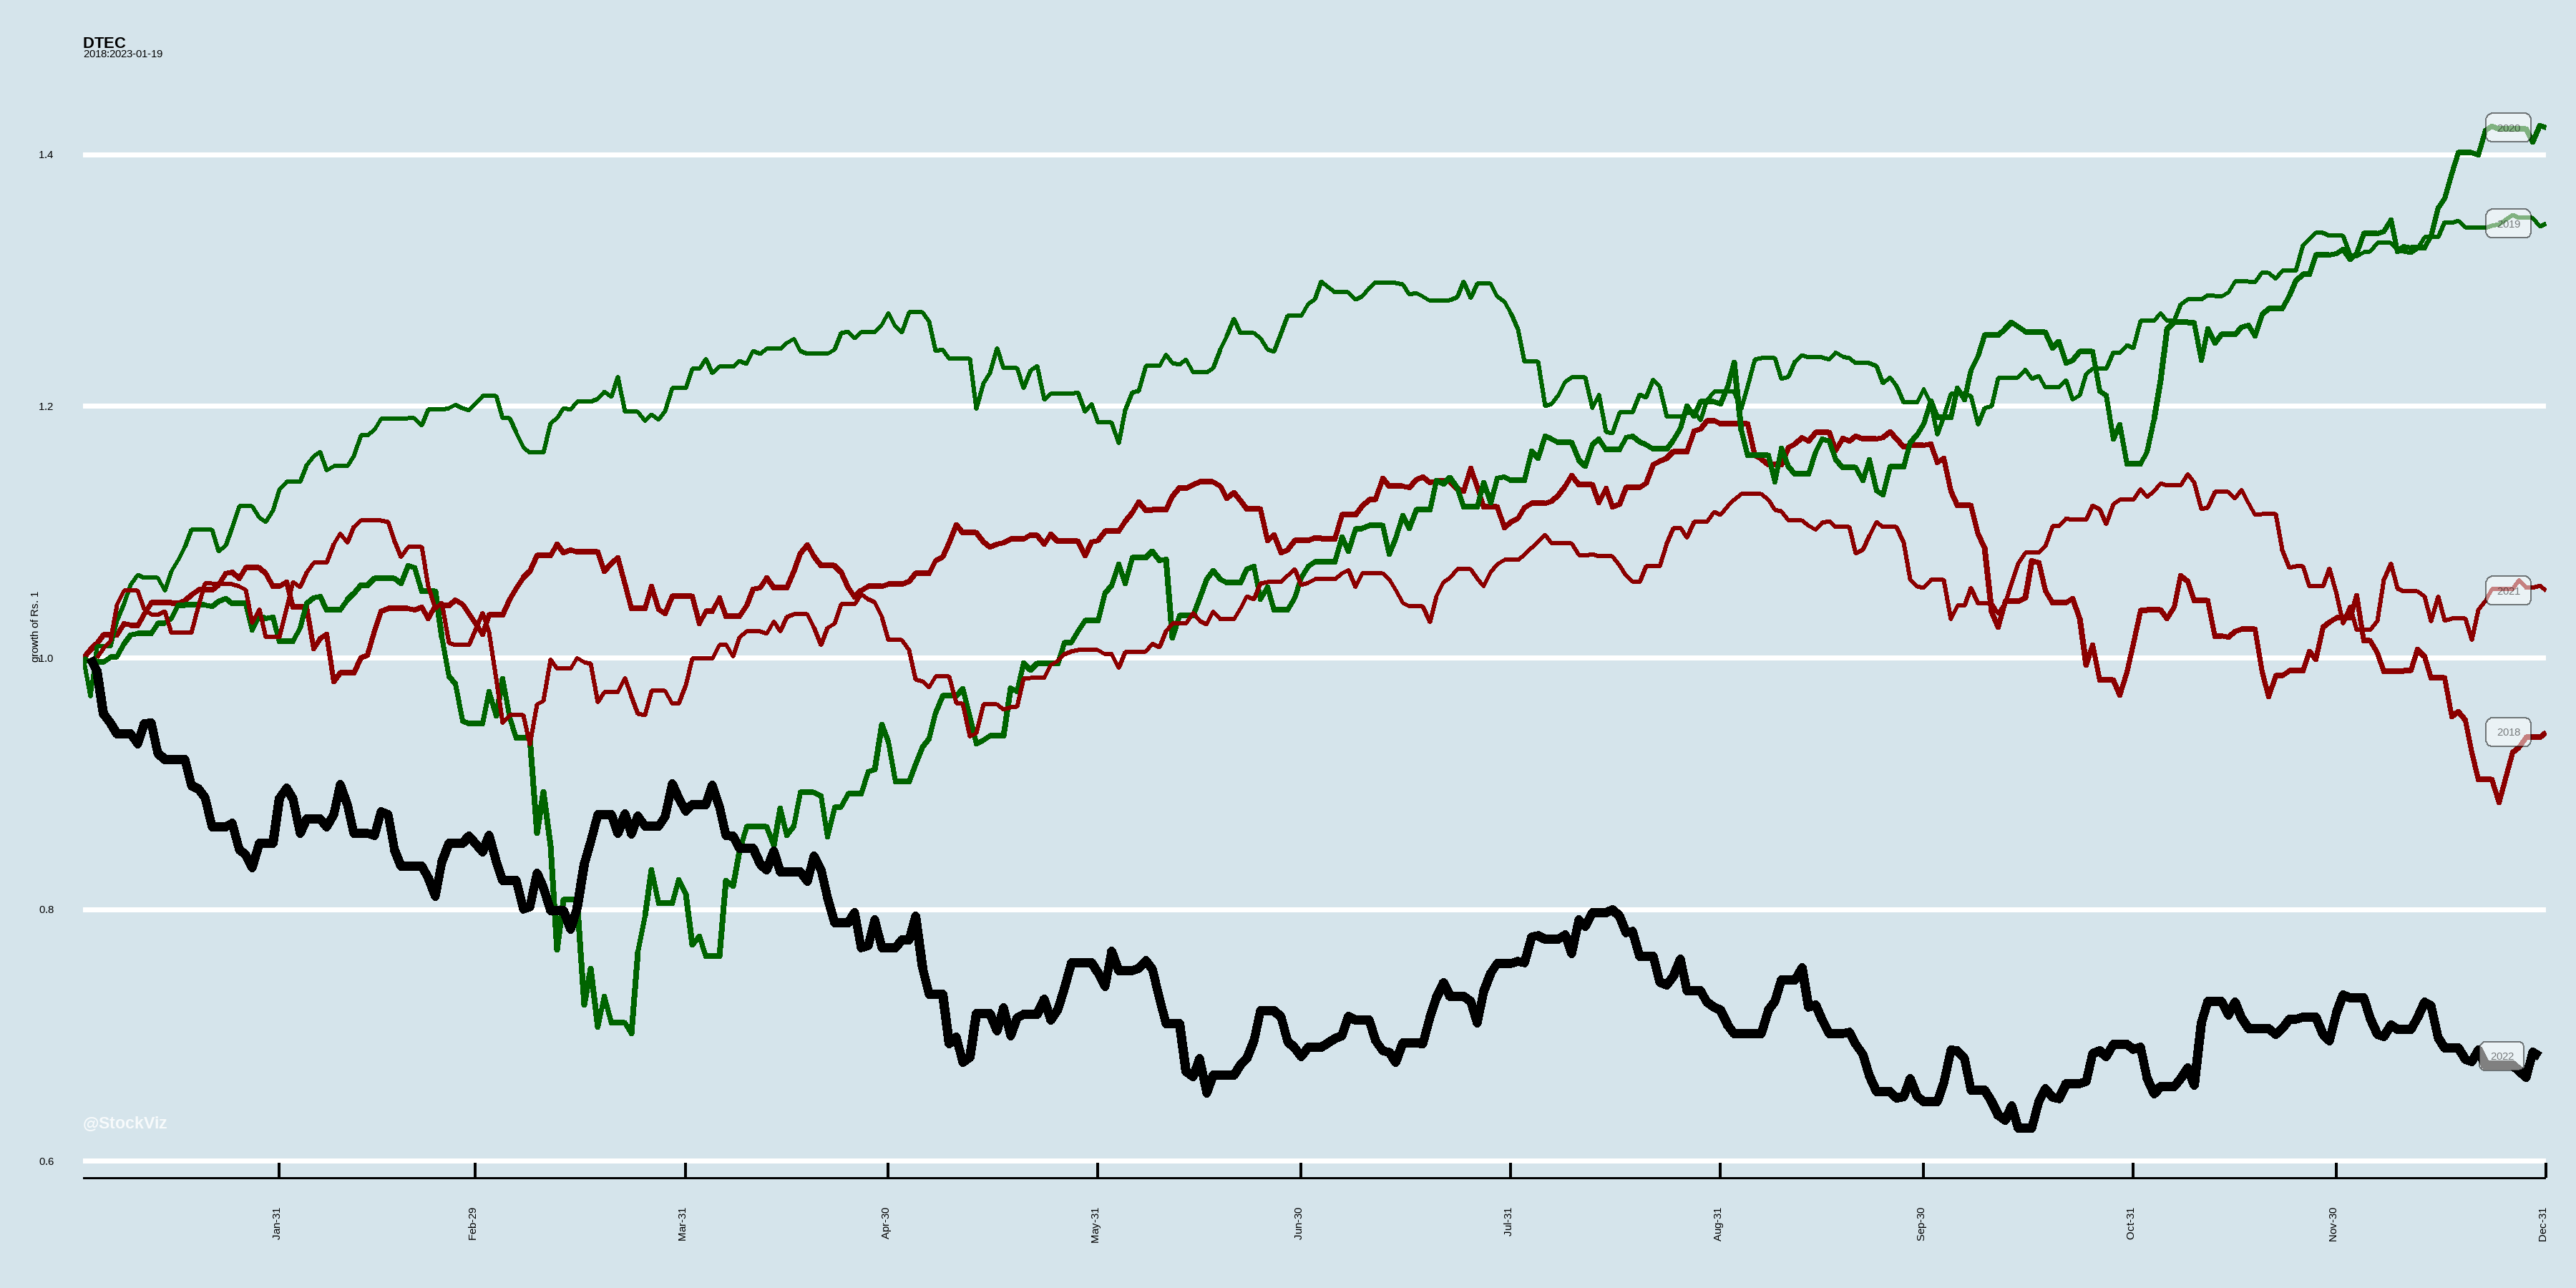 DTEC
2018:2023-01-19
2020
1.4
2019
1.2
growth of Rs. 1
2021
1.0
2018
0.8
2022
@StockViz
0.6
Jan-31
Feb-29
Mar-31
Apr-30
May-31
Jun-30
Jul-31
Aug-31
Sep-30
Oct-31
Nov-30
Dec-31